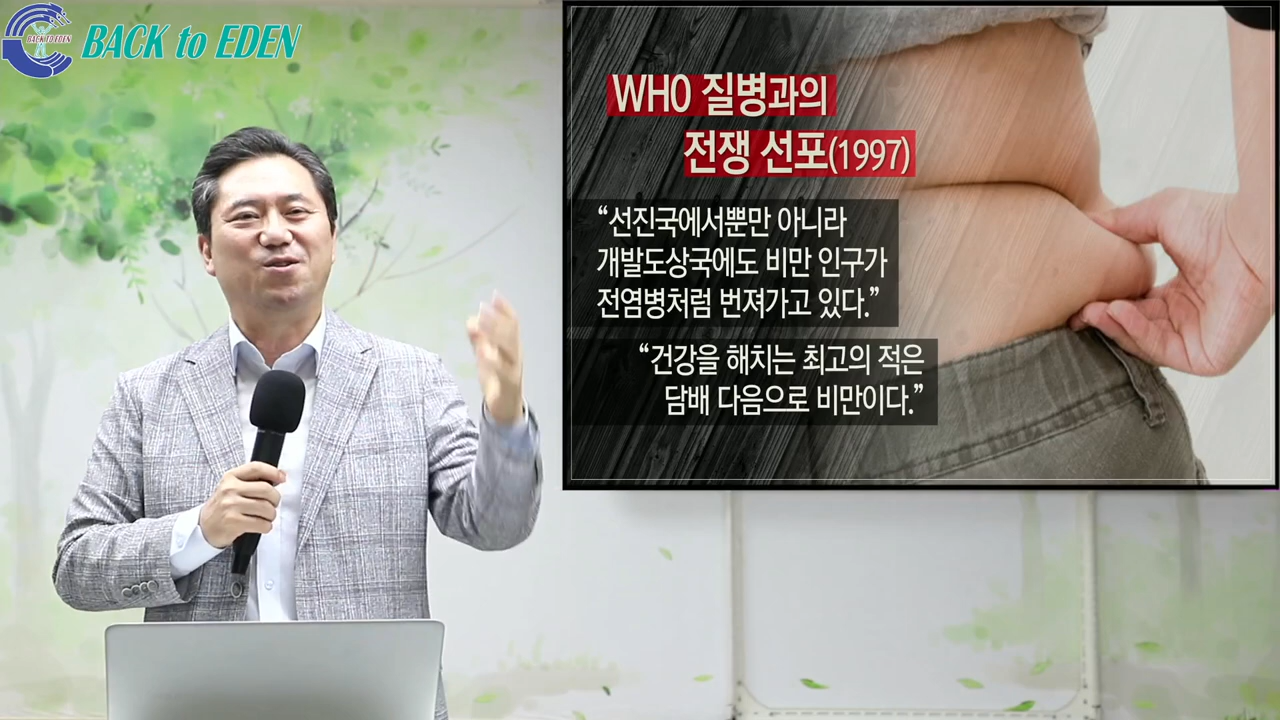 BACK TO EDEN
BACK to EDEN
WHO 질병과의
전쟁 선포(1997)
“선진국에서뿐만 아니라
개발도상국에도 비만 인구가
전염병처럼 번져가고 있다.”
“건강을 해치는 최고의 적은
담배 다음으로 비만이다.”